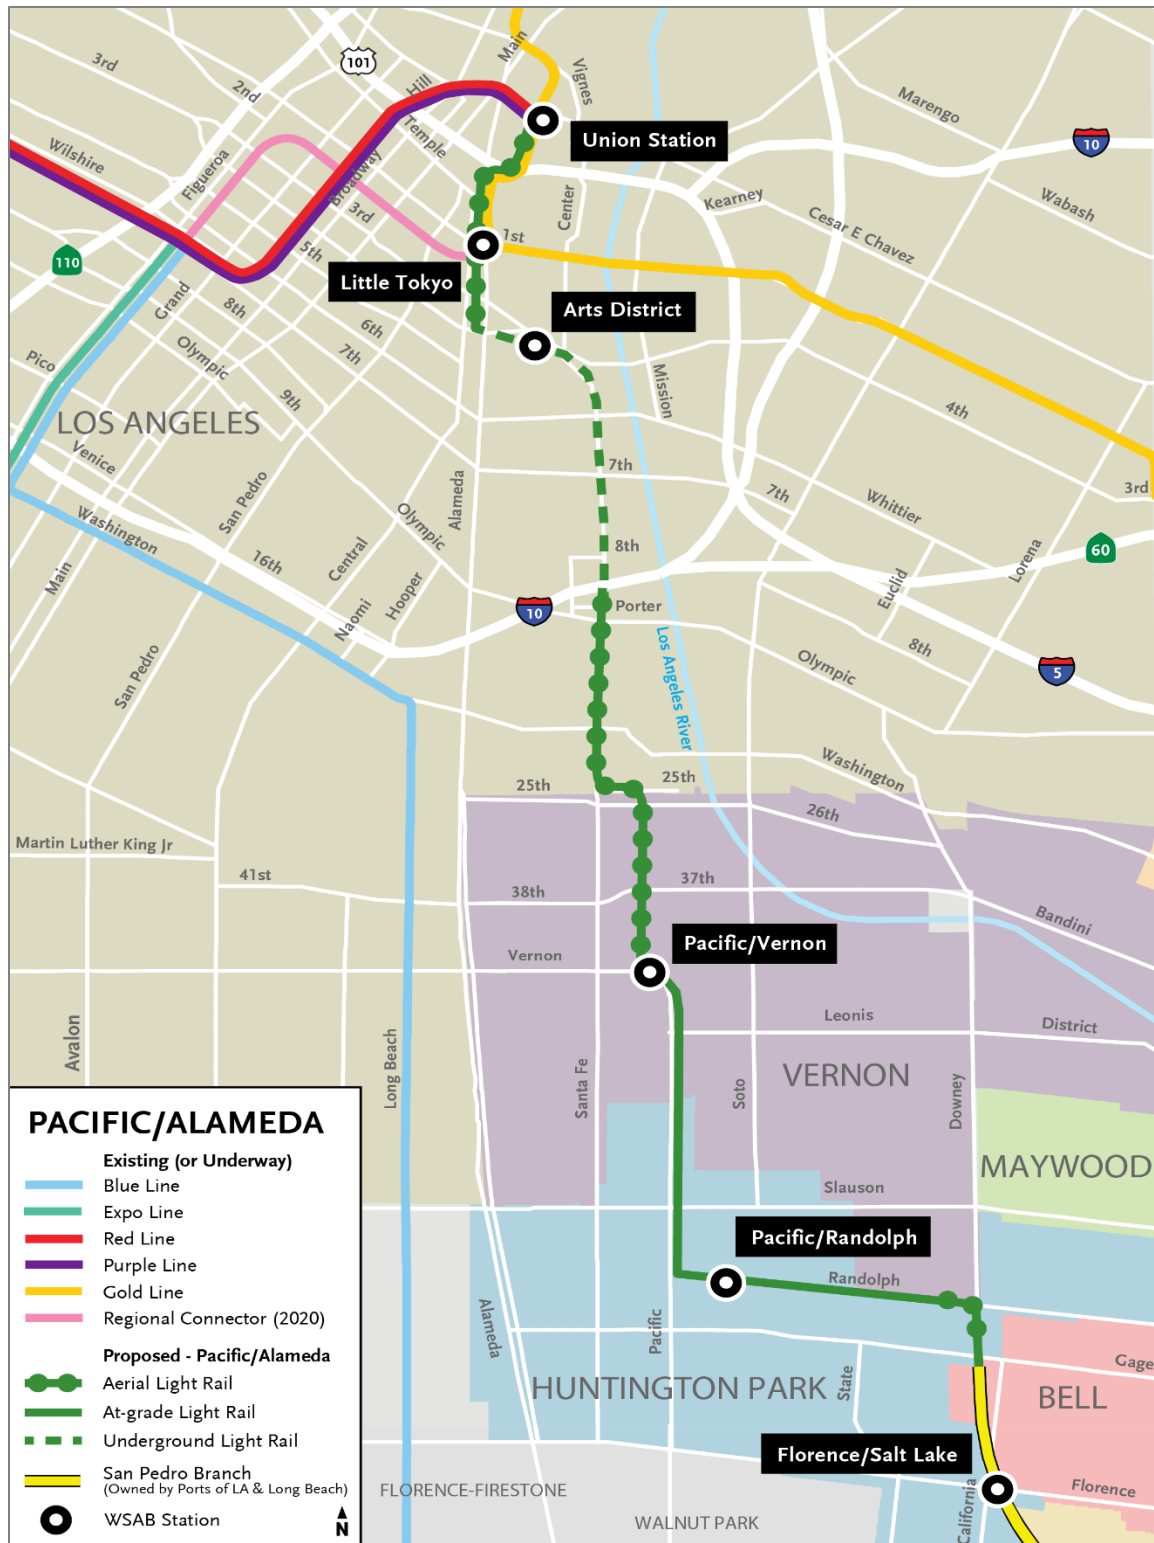 Main
3rd
101
Hill
2nd
Vignes
Marengo
Temple
Union Station
10
Wilshire
Figueroa
Broadway
Center
Kearney
Wabash
3rd
Cesar E Chavez
1st
110
5th
Little Tokyo
Grand
8th
Arts District
6th
7th
Olympic
Pico
9th
Mission
4th
LOS ANGELES
Venice
7th
San Pedro
Alameda
7th
Whittier
3rd
Washington
Olympic
16th
Central
8th
60
Main
Naomi
Hooper
10
Porter
Euclid
Lorena
8th
San Pedro
Los Angeles River
Olympic
5
25th
25th
Washington
26th
Martin Luther King Jr
41st
38th
37th
Bandini
Pacific/Vernon
Vernon
Avalon
Long Beach
Leonis
District
Santa Fe
Soto
VERNON
Downey
MAYWOOD
Slauson
Pacific/Randolph
Randolph
Alameda
Pacific
State
Gage
HUNTINGTON PARK
BELL
Florence/Salt Lake
FLORENCE-FIRESTONE
Florence
California
WALNUT PARK
PACIFIC/ALAMEDA
Existing (or Underway)
Blue Line
Expo Line
Red Line
Purple Line
Gold Line
Regional Connector (2020)
Proposed - Pacific/Alameda
Aerial Light Rail
At-grade Light Rail
Underground Light Rail
San Pedro Branch
(Owned by Ports of LA & Long Beach)
WSAB Station
N